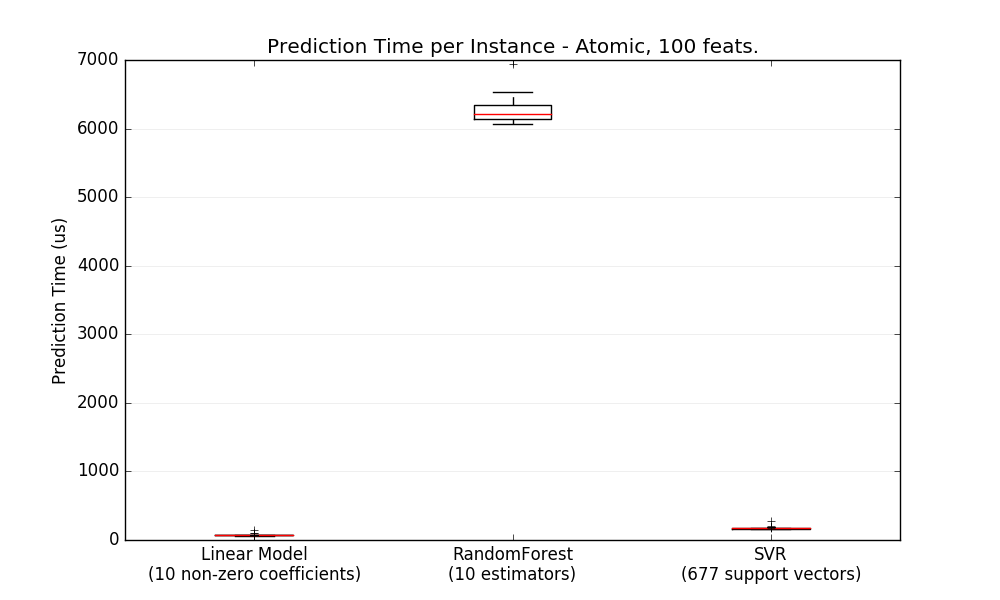 Prediction Time per Instance - Atomic, 100 feats.
7000
6000
5000
4000
3000
2000
1000
0
Prediction Time (us)
Linear Model
(10 non-zero coefficients)
RandomForest
(10 estimators)
SVR
(677 support vectors)